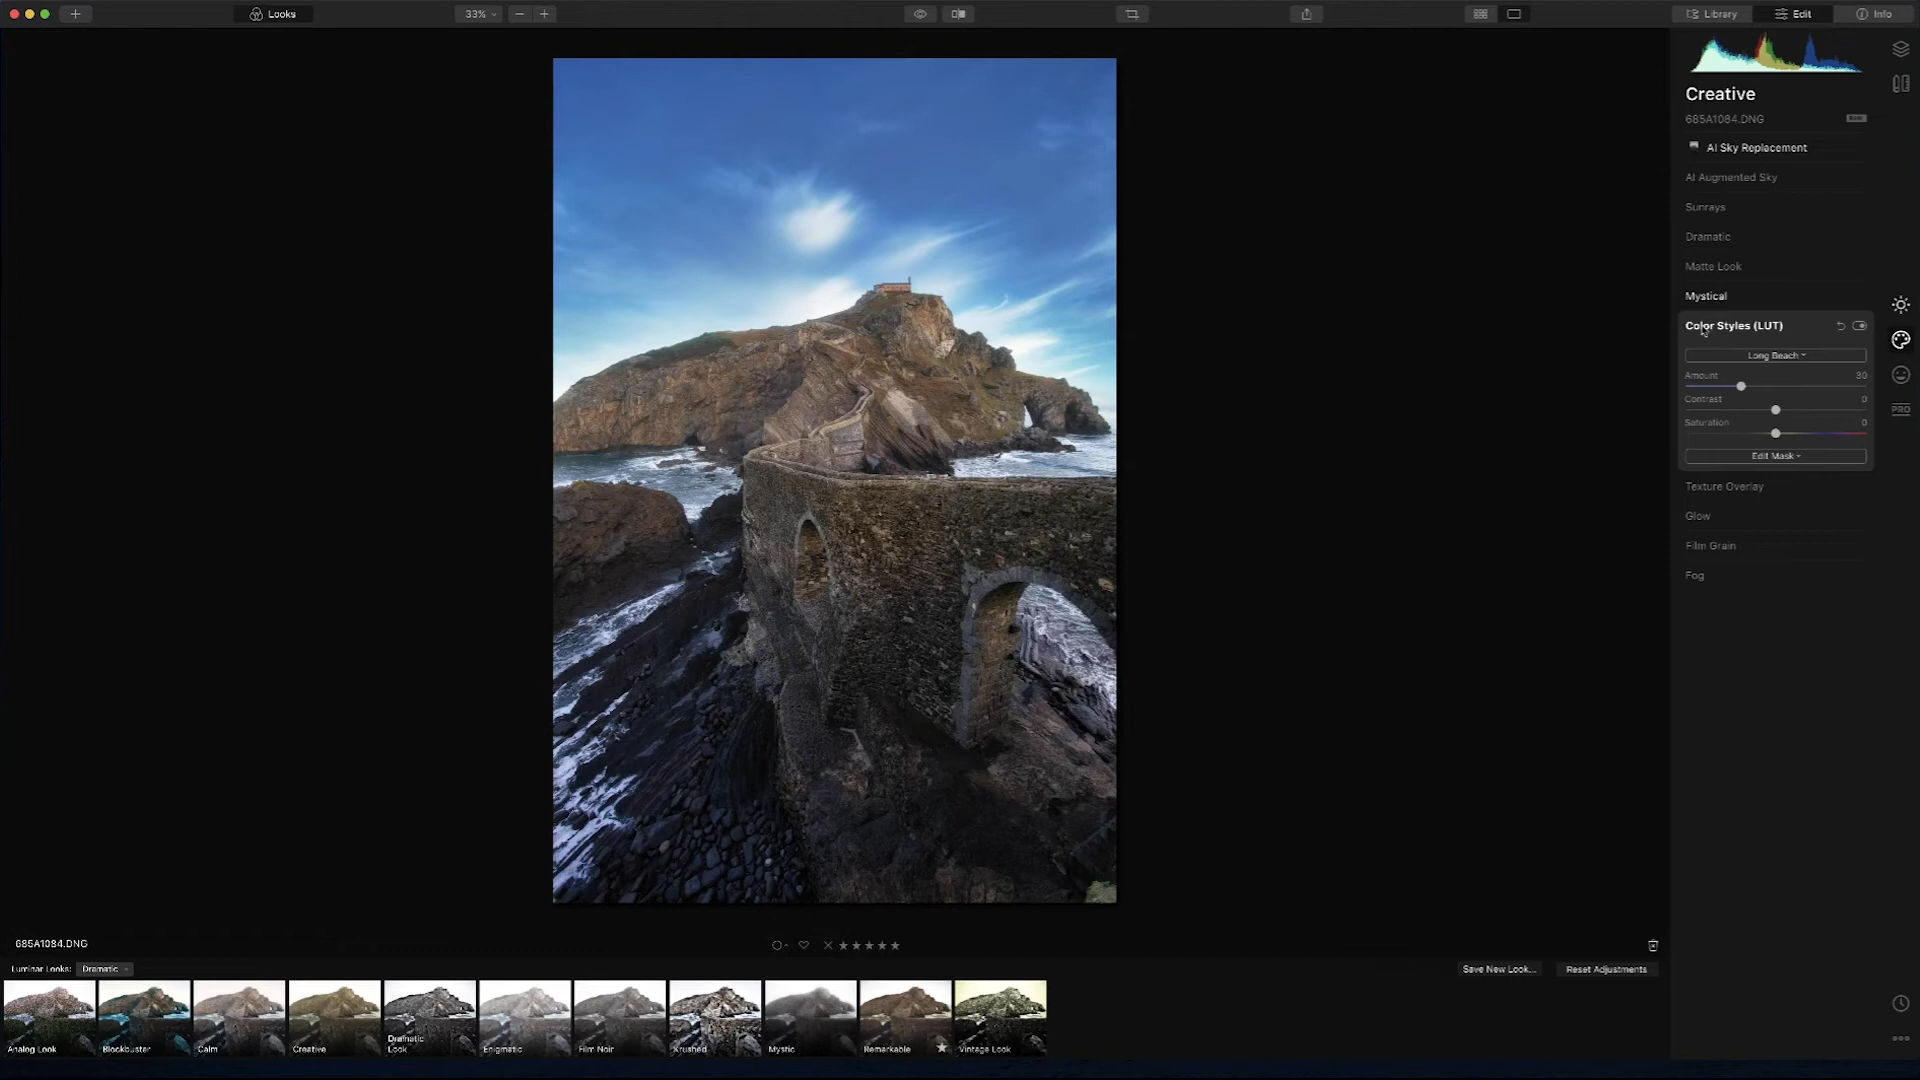 Looks
33%
Library
Edit
Info
Creative
685A1084.DNG
RAW
AI Sky Replacement
AI Augmented Sky
Sunrays
Dramatic
Matte Look
Mystical
Color Styles (LUT)
Long Beach
Amount 30
Contrast 0
Saturation 0
Edit Mask
Texture Overlay
Glow
Film Grain
Fog
PRO
685A1084.DNG
Luminar Looks: Dramatic
Save New Look...
Reset Adjustments
Analog Look
Blockbuster
Calm
Creative
Dramatic
Look
Enigmatic
Film Noir
Krushed
Mystic
Remarkable
Vintage Look